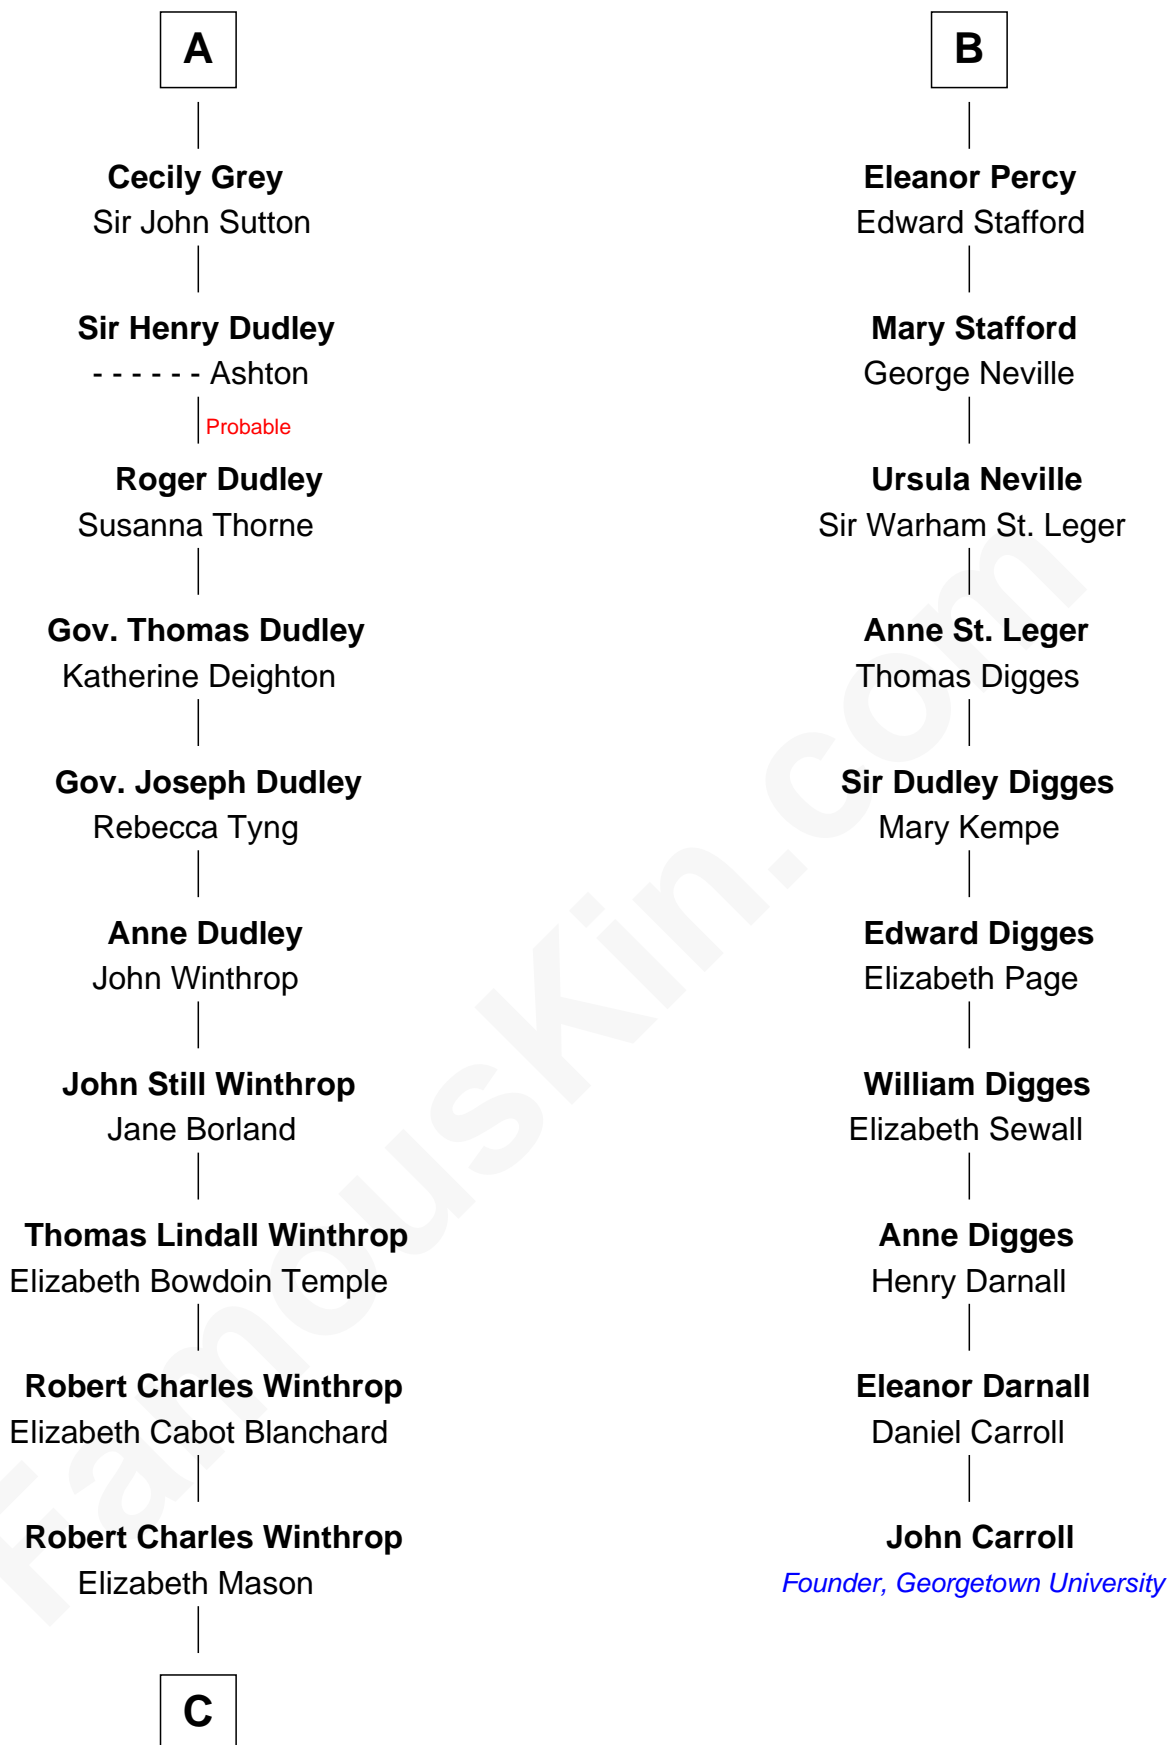 A
Cecily Grey
Sir John Sutton
Sir Henry Dudley
- - - - - - Ashton
Probable
Roger Dudley
Susanna Thorne
Gov. Thomas Dudley
Katherine Deighton
Gov. Joseph Dudley
Rebecca Tyng
Anne Dudley
John Winthrop
John Still Winthrop
Jane Borland
Thomas Lindall Winthrop
Elizabeth Bowdoin Temple
Robert Charles Winthrop
Elizabeth Cabot Blanchard
Robert Charles Winthrop
Elizabeth Mason
C
B
Eleanor Percy
Edward Stafford
Mary Stafford
George Neville
Ursula Neville
Sir Warham St. Leger
Anne St. Leger
Thomas Digges
Sir Dudley Digges
Mary Kempe
Edward Digges
Elizabeth Page
William Digges
Elizabeth Sewall
Anne Digges
Henry Darnall
Eleanor Darnall
Daniel Carroll
John Carroll
Founder, Georgetown University
FamousKin.com